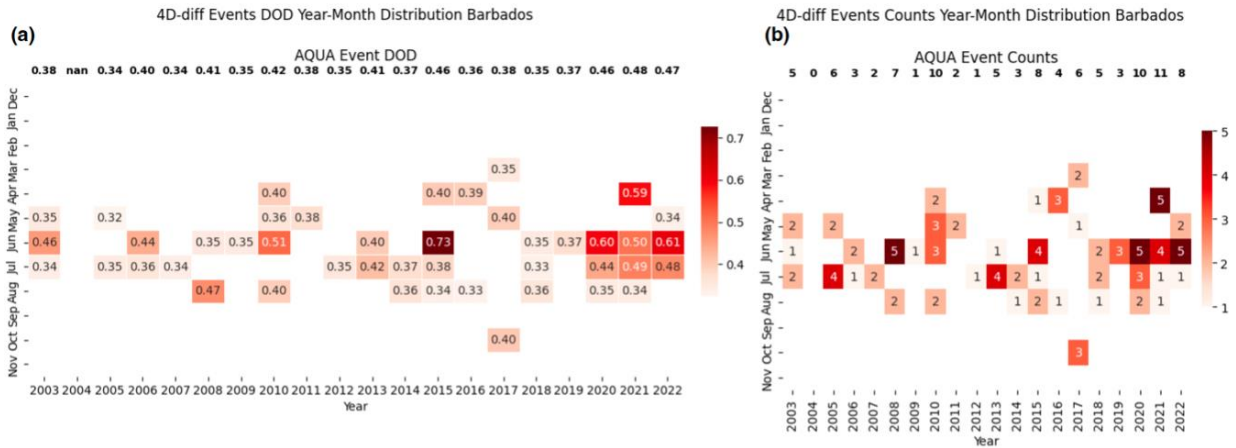 4D-diff Events DOD Year-Month Distribution Barbados
(a)
AQUA Event DOD
0.38 nan 0.34 0.40 0.34 0.41 0.35 0.42 0.38 0.35 0.41 0.37 0.46 0.36 0.38 0.35 0.37 0.46 0.48 0.47
Dec
Jan
Feb
Mar 0.35
Apr 0.40 0.40 0.39 0.59
May 0.35 0.32 0.36 0.38 0.40 0.34
Jun 0.46 0.44 0.35 0.35 0.51 0.40 0.73 0.35 0.37 0.60 0.50 0.61
Jul 0.34 0.35 0.36 0.34 0.35 0.42 0.37 0.38 0.33 0.44 0.49 0.48
Aug 0.47 0.40 0.36 0.34 0.33 0.36 0.35 0.34
Sep
Oct 0.40
Nov
2003 2004 2005 2006 2007 2008 2009 2010 2011 2012 2013 2014 2015 2016 2017 2018 2019 2020 2021 2022
Year
0.7
0.6
0.5
0.4
4D-diff Events Counts Year-Month Distribution Barbados
(b)
AQUA Event Counts
5 0 6 3 2 7 1 10 2 1 5 3 8 4 6 5 3 10 11 8
Dec
Jan
Feb
Mar 2
Apr 2 1 3 5
May 2 2 3 2 1 2
Jun 1 2 5 1 3 1 4 2 3 5 4 5
Jul 2 4 1 2 1 4 2 1 2 3 1 1
Aug 2 2 1 2 1 1 2 1
Sep
Oct 3
Nov
2003 2004 2005 2006 2007 2008 2009 2010 2011 2012 2013 2014 2015 2016 2017 2018 2019 2020 2021 2022
Year
5
4
3
2
1